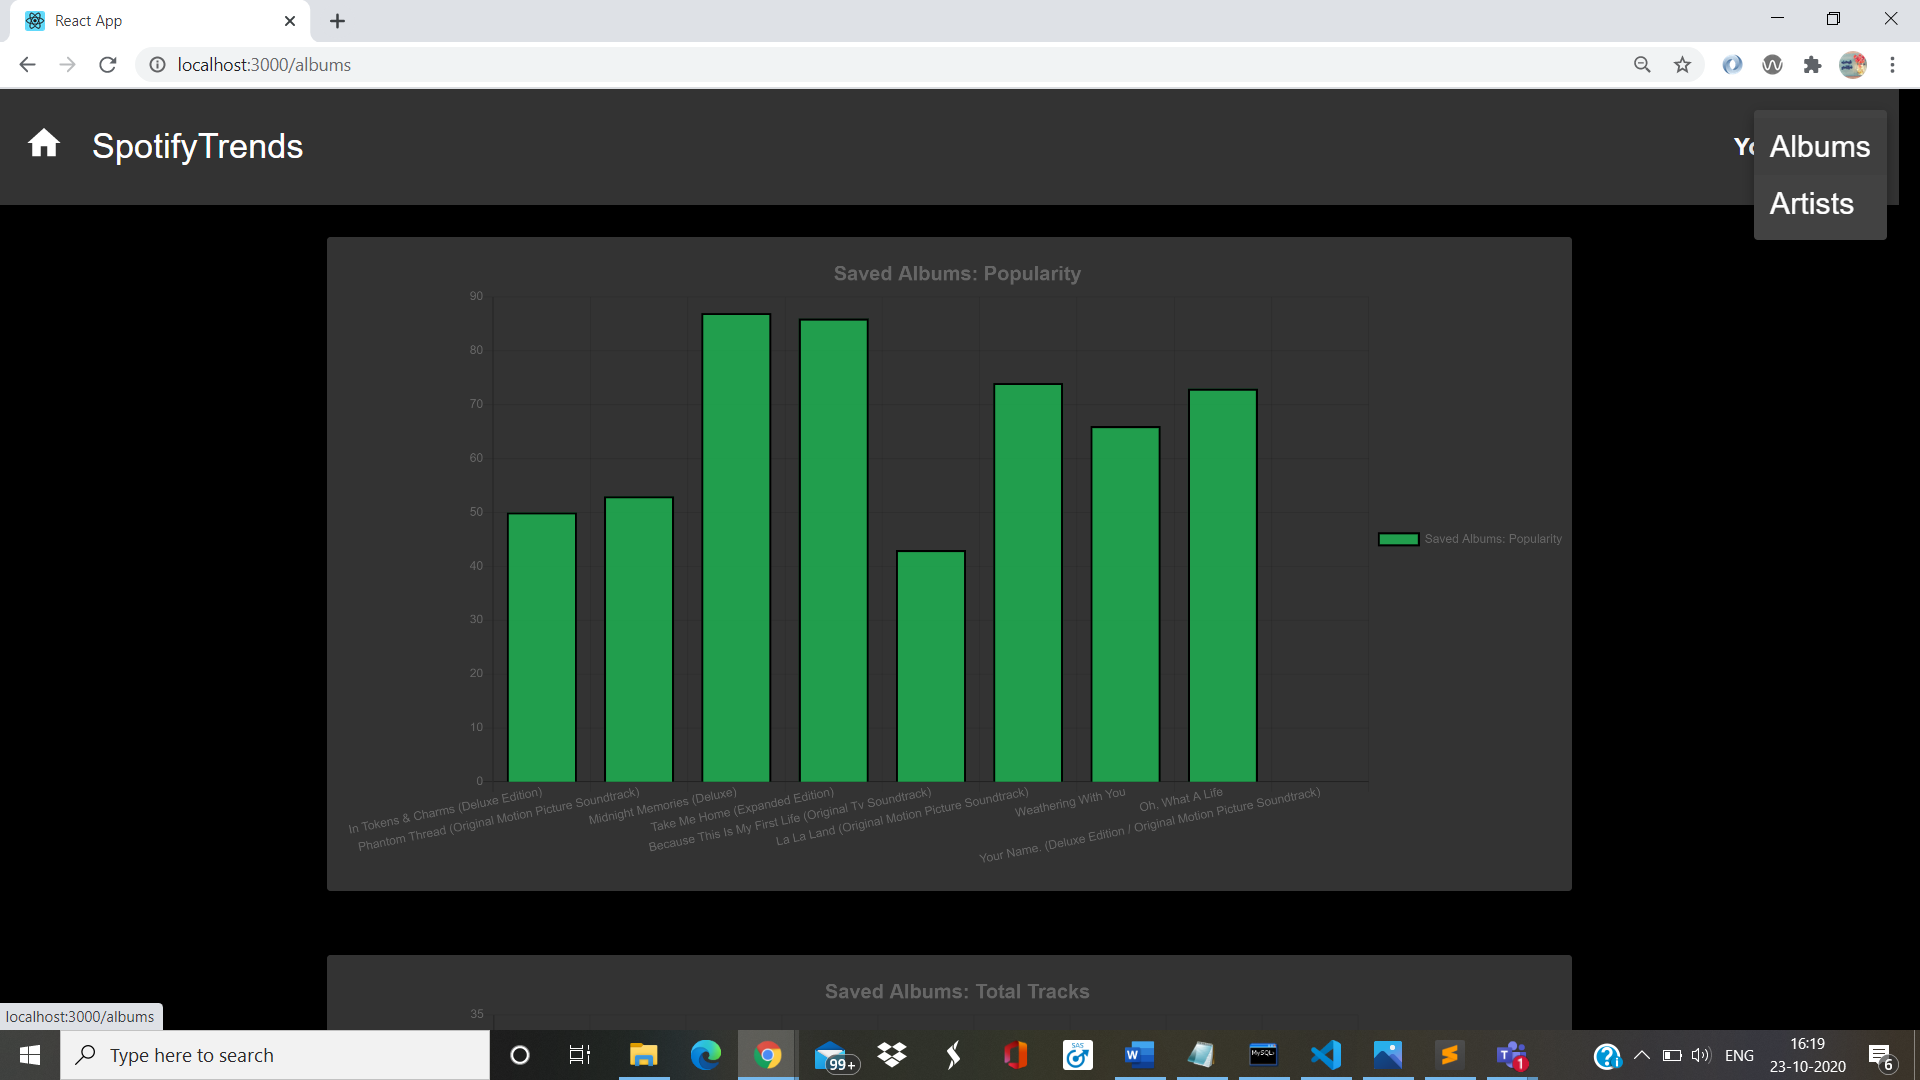 React App
localhost:3000/albums
SpotifyTrends
Albums
Artists
Saved Albums: Popularity
90
80
70
60
50
40
30
20
10
0
Saved Albums: Popularity
In Tokens & Charms (Deluxe Edition)
Phantom Thread (Original Motion Picture Soundtrack)
Midnight Memories (Deluxe)
Take Me Home (Expanded Edition)
Because This Is My First Life (Original Tv Soundtrack)
La La Land (Original Motion Picture Soundtrack)
Weathering With You
Oh, What A Life
Your Name. (Deluxe Edition / Original Motion Picture Soundtrack)
Saved Albums: Total Tracks
35
localhost:3000/albums
Type here to search
99+
SAS
W
MySQL
T
1
ENG
16:19
23-10-2020
6